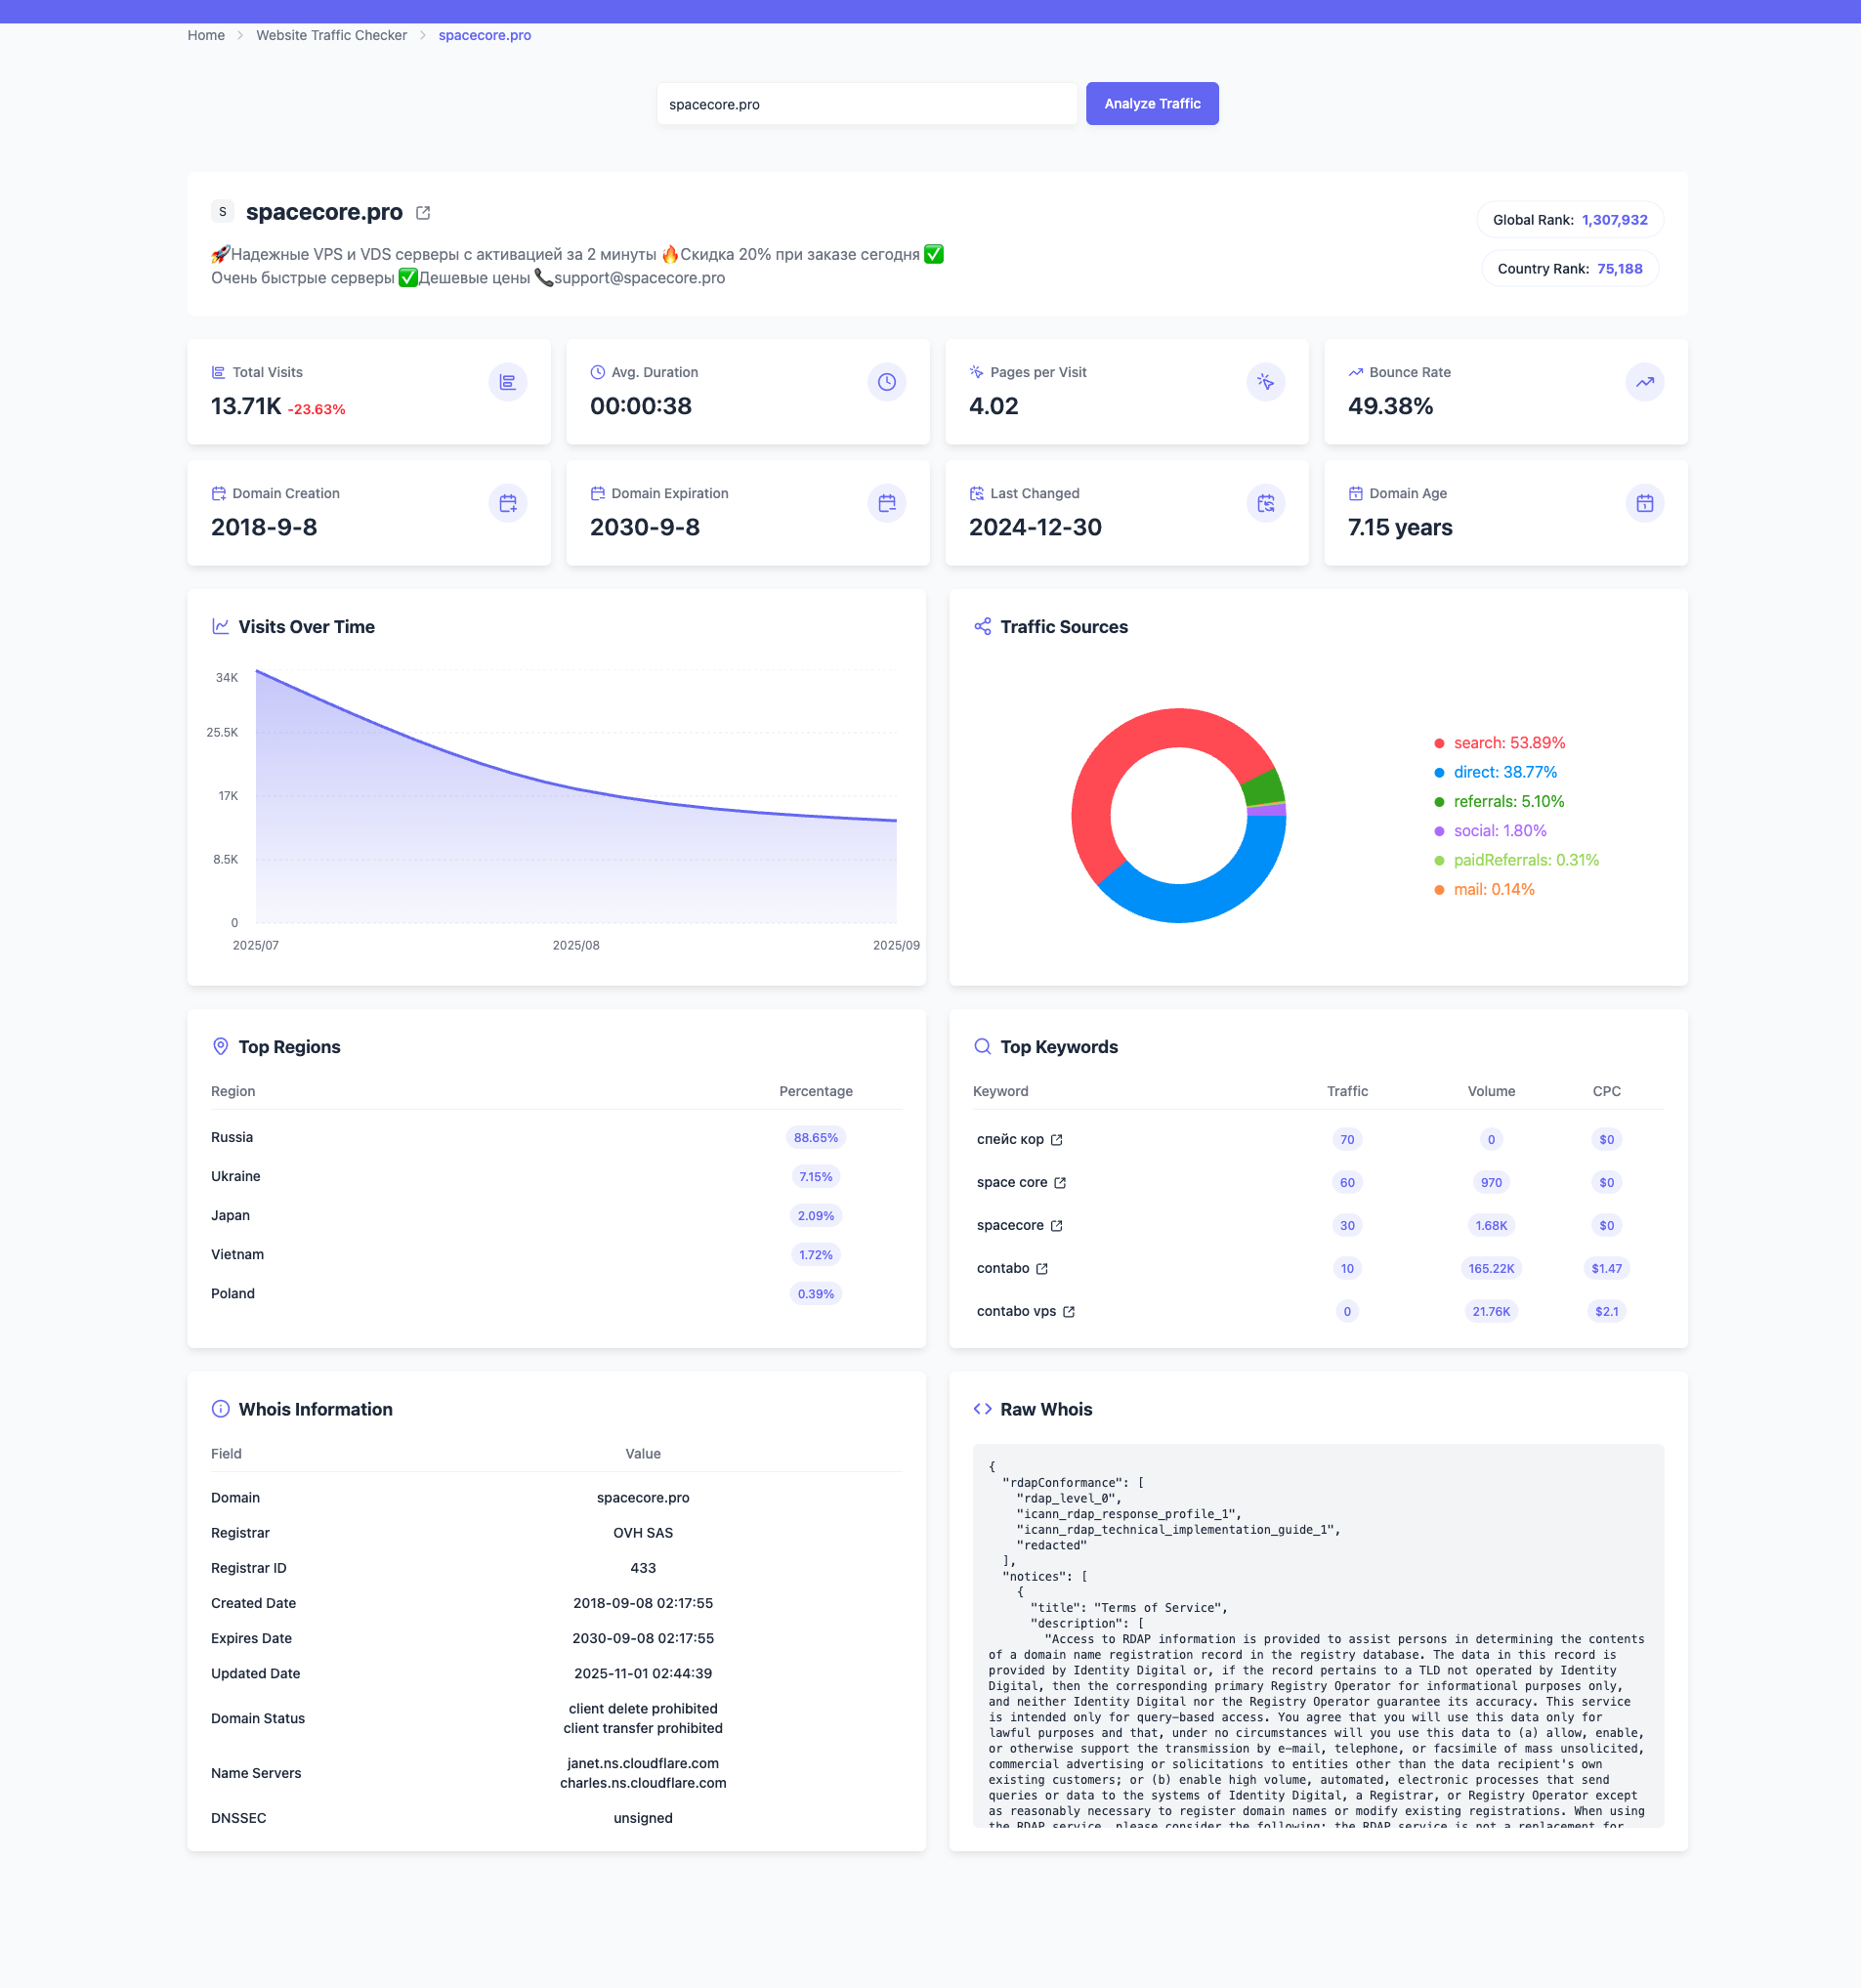 Home > Website Traffic Checker > spacecore.pro
spacecore.pro
Analyze Traffic
S spacecore.pro
🚀Надежные VPS и VDS серверы с активацией за 2 минуты 🔥Скидка 20% при заказе сегодня ✅
Очень быстрые серверы ✅Дешевые цены 📞support@spacecore.pro
Global Rank: 1,307,932
Country Rank: 75,188
Total Visits
13.71K -23.63%
Avg. Duration
00:00:38
Pages per Visit
4.02
Bounce Rate
49.38%
Domain Creation
2018-9-8
Domain Expiration
2030-9-8
Last Changed
2024-12-30
Domain Age
7.15 years
Visits Over Time
34K
25.5K
17K
8.5K
0
2025/07 2025/08 2025/09
Traffic Sources
search: 53.89%
direct: 38.77%
referrals: 5.10%
social: 1.80%
paidReferrals: 0.31%
mail: 0.14%
Top Regions
Region Percentage
Russia 88.65%
Ukraine 7.15%
Japan 2.09%
Vietnam 1.72%
Poland 0.39%
Top Keywords
Keyword Traffic Volume CPC
спейс кор 70 0 $0
space core 60 970 $0
spacecore 30 1.68K $0
contabo 10 165.22K $1.47
contabo vps 0 21.76K $2.1
Whois Information
Field Value
Domain spacecore.pro
Registrar OVH SAS
Registrar ID 433
Created Date 2018-09-08 02:17:55
Expires Date 2030-09-08 02:17:55
Updated Date 2025-11-01 02:44:39
Domain Status client delete prohibited
client transfer prohibited
Name Servers janet.ns.cloudflare.com
charles.ns.cloudflare.com
DNSSEC unsigned
Raw Whois
{
"rdapConformance": [
"rdap_level_0",
"icann_rdap_response_profile_1",
"icann_rdap_technical_implementation_guide_1",
"redacted"
],
"notices": [
{
"title": "Terms of Service",
"description": [
"Access to RDAP information is provided to assist persons in determining the contents
of a domain name registration record in the registry database. The data in this record is
provided by Identity Digital or, if the record pertains to a TLD not operated by Identity
Digital, then the corresponding primary Registry Operator for informational purposes only,
and neither Identity Digital nor the Registry Operator guarantee its accuracy. This service
is intended only for query-based access. You agree that you will use this data only for
lawful purposes and that, under no circumstances will you use this data to (a) allow, enable,
or otherwise support the transmission by e-mail, telephone, or facsimile of mass unsolicited,
commercial advertising or solicitations to entities other than the data recipient's own
existing customers; or (b) enable high volume, automated, electronic processes that send
queries or data to the systems of Identity Digital, a Registrar, or Registry Operator except
as reasonably necessary to register domain names or modify existing registrations. When using
the RDAP service, please consider the following: the RDAP service is not a replacement for